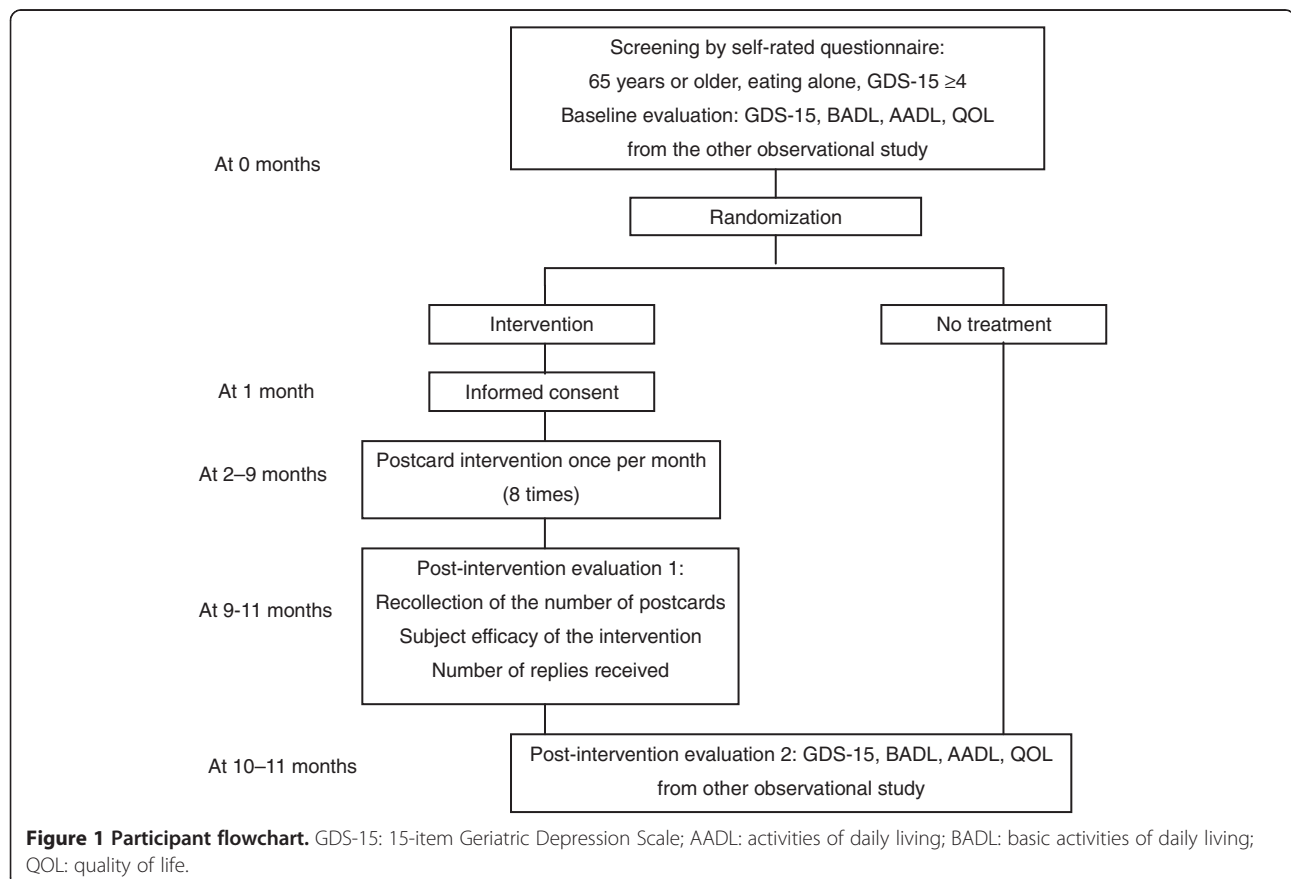 Screening by self-rated questionnaire:
65 years or older, eating alone, GDS-15 ≥4
Baseline evaluation: GDS-15, BADL, AADL, QOL
from the other observational study
At 0 months
Randomization
Intervention
No treatment
At 1 month
Informed consent
At 2–9 months
Postcard intervention once per month
(8 times)
At 9-11 months
Post-intervention evaluation 1:
Recollection of the number of postcards
Subject efficacy of the intervention
Number of replies received
At 10–11 months
Post-intervention evaluation 2: GDS-15, BADL, AADL, QOL
from other observational study
Figure 1 Participant flowchart. GDS-15: 15-item Geriatric Depression Scale; AADL: activities of daily living; BADL: basic activities of daily living;
QOL: quality of life.